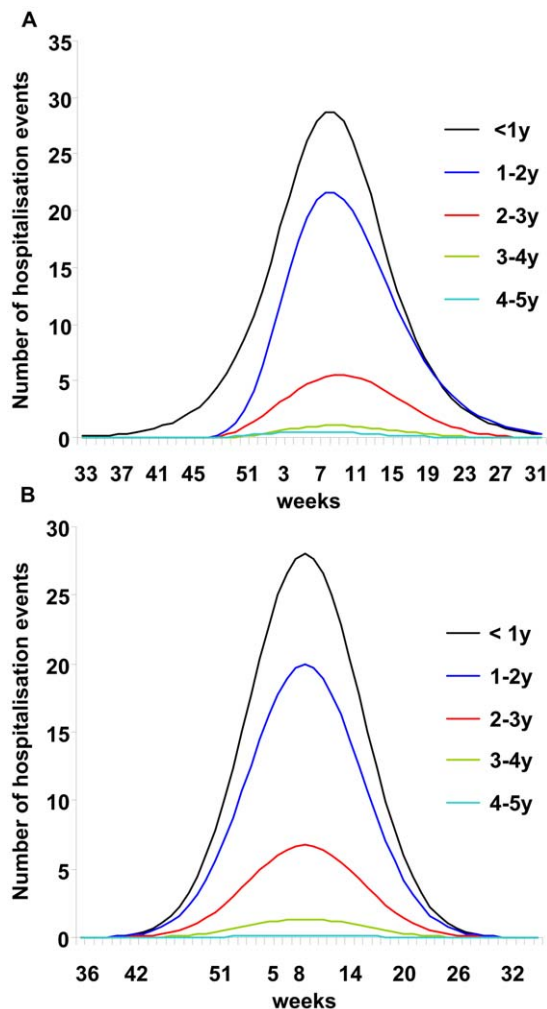 A
Number of hospitalisation events
35
30
25
20
15
10
5
0
<1y
1-2y
2-3y
3-4y
4-5y
33 37 41 45 51 3 7 11 15 19 23 27 31
weeks
B
Number of hospitalisation events
30
25
20
15
10
5
0
< 1y
1-2y
2-3y
3-4y
4-5y
36 42 51 5 8 14 20 26 32
weeks